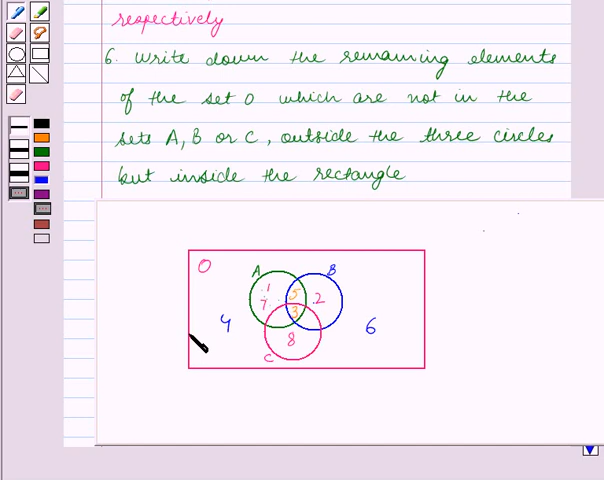 respectively
6. Write down the remaining elements
of the set O which are not in the
sets A, B or C, outside the three circles
but inside the rectangle
O
A
B
1
7
5
2
3
4
6
8
C